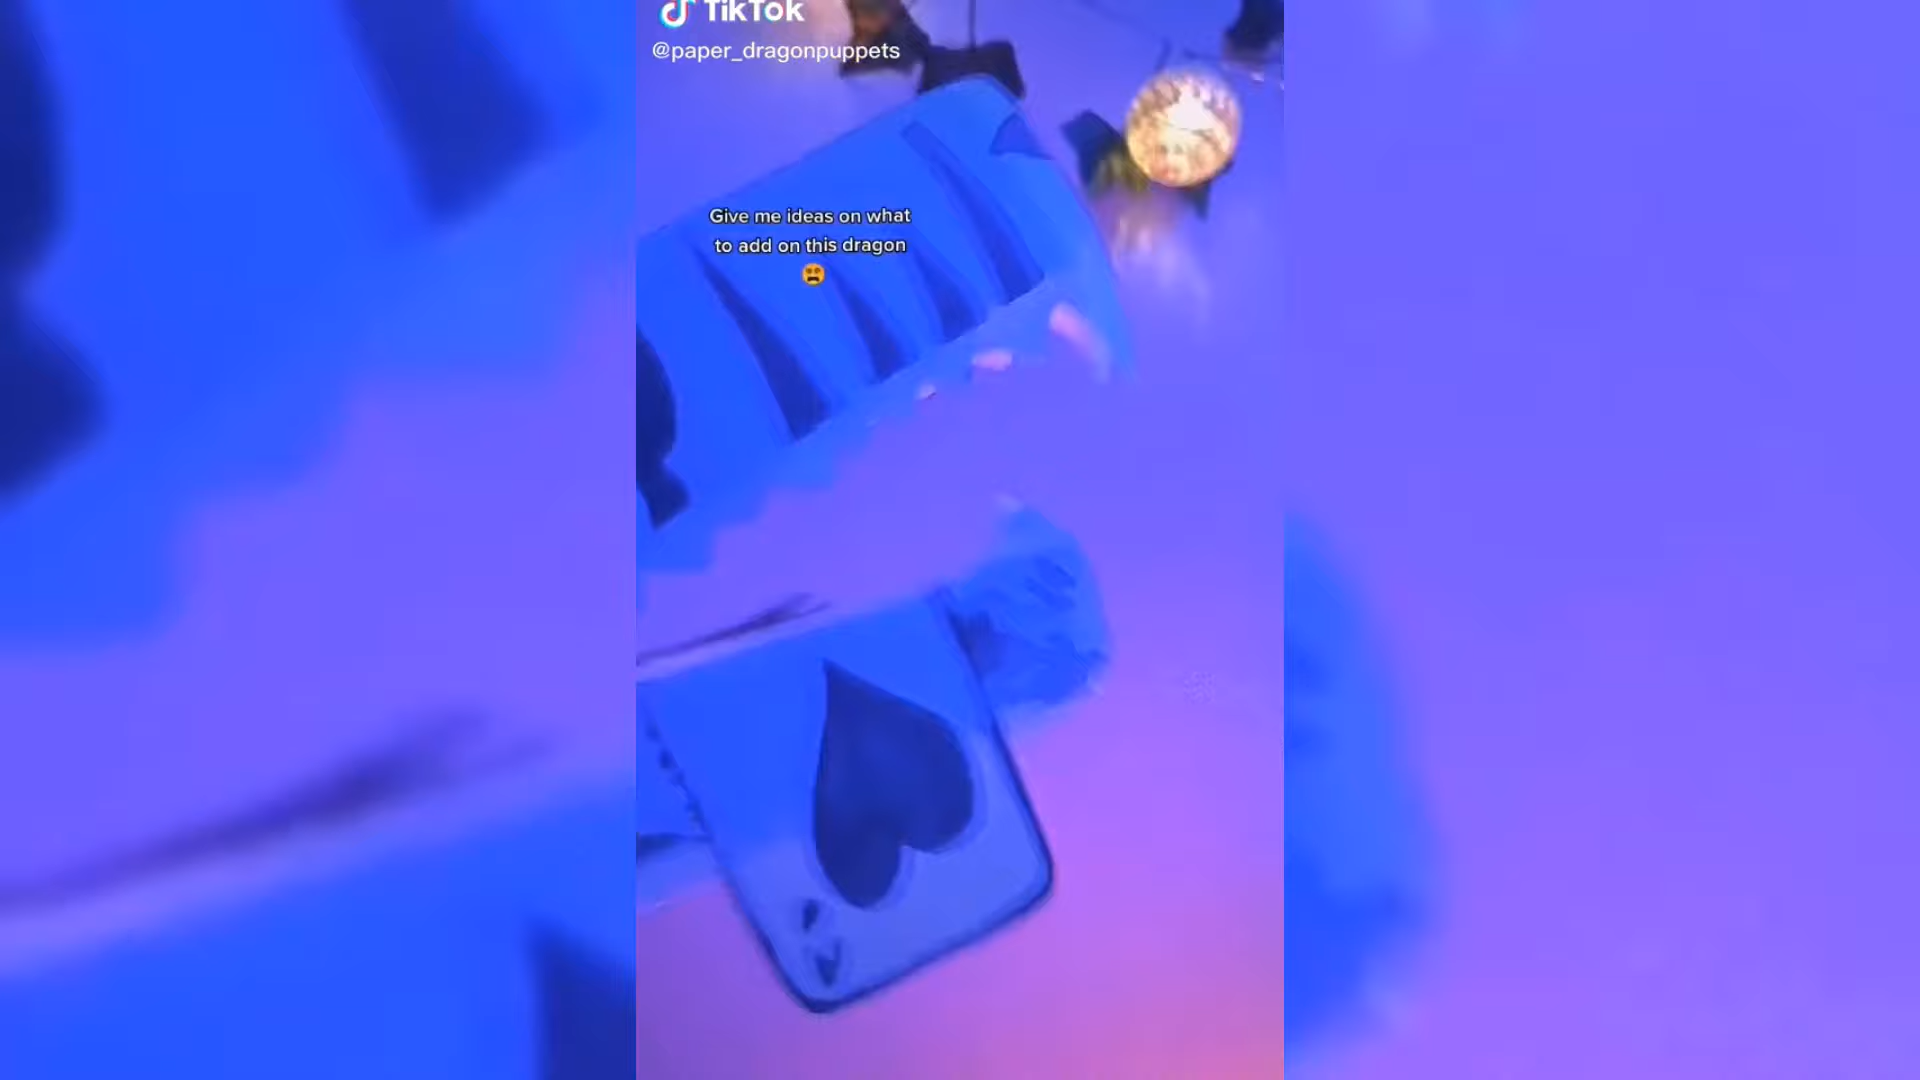 TikTok
@paper_dragonpuppets
Give me ideas on what
to add on this dragon